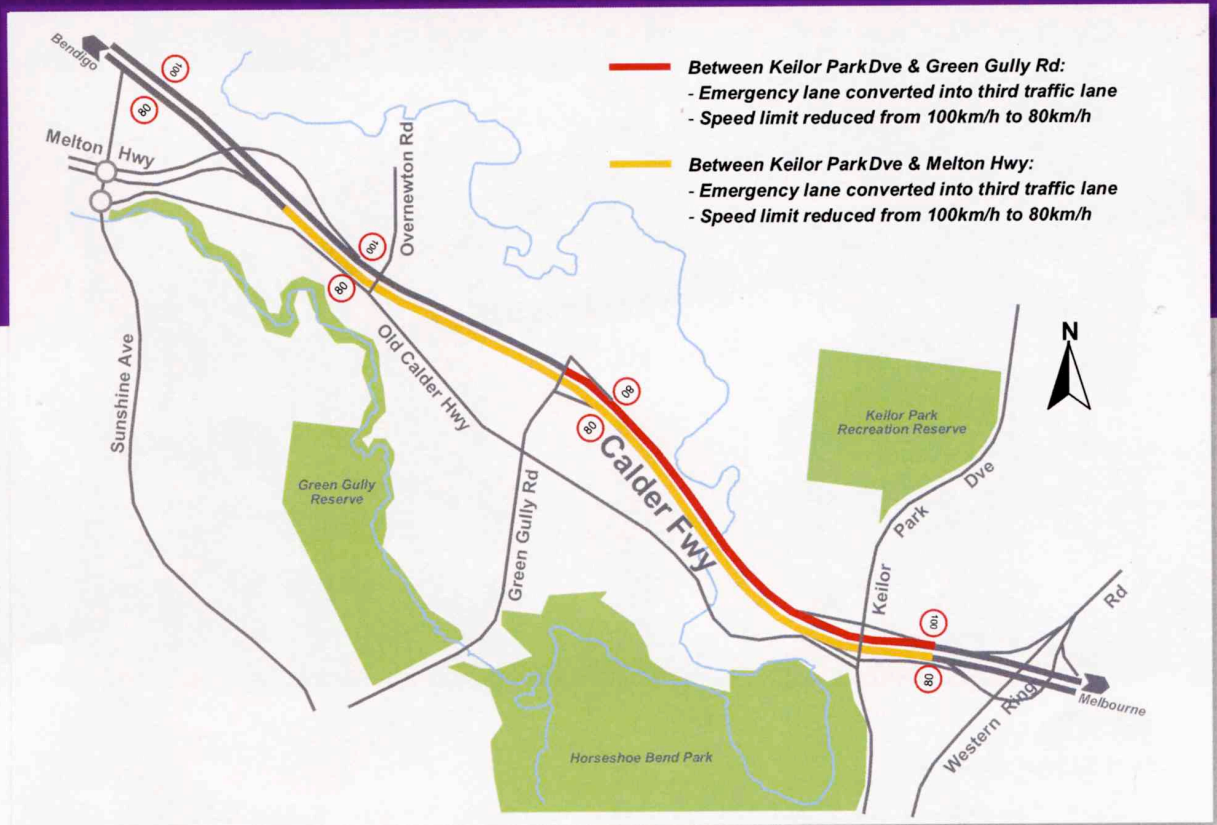 Bendigo
100
80
Melton Hwy
Overnewton Rd
Between Keilor Park Dve & Green Gully Rd:
- Emergency lane converted into third traffic lane
- Speed limit reduced from 100km/h to 80km/h
Between Keilor Park Dve & Melton Hwy:
- Emergency lane converted into third traffic lane
- Speed limit reduced from 100km/h to 80km/h
100
80
Sunshine Ave
Old Calder Hwy
N
80
80
Calder Fwy
Keilor Park
Recreation Reserve
Green Gully
Reserve
Green Gully Rd
Keilor Park Dve
100
80
Western Ring Rd
Melbourne
Horseshoe Bend Park